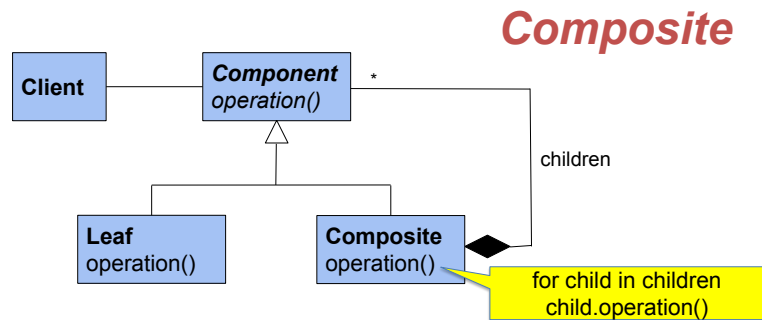 Composite
Client
Component
operation()
*
children
Leaf
operation()
Composite
operation()
for child in children
child.operation()